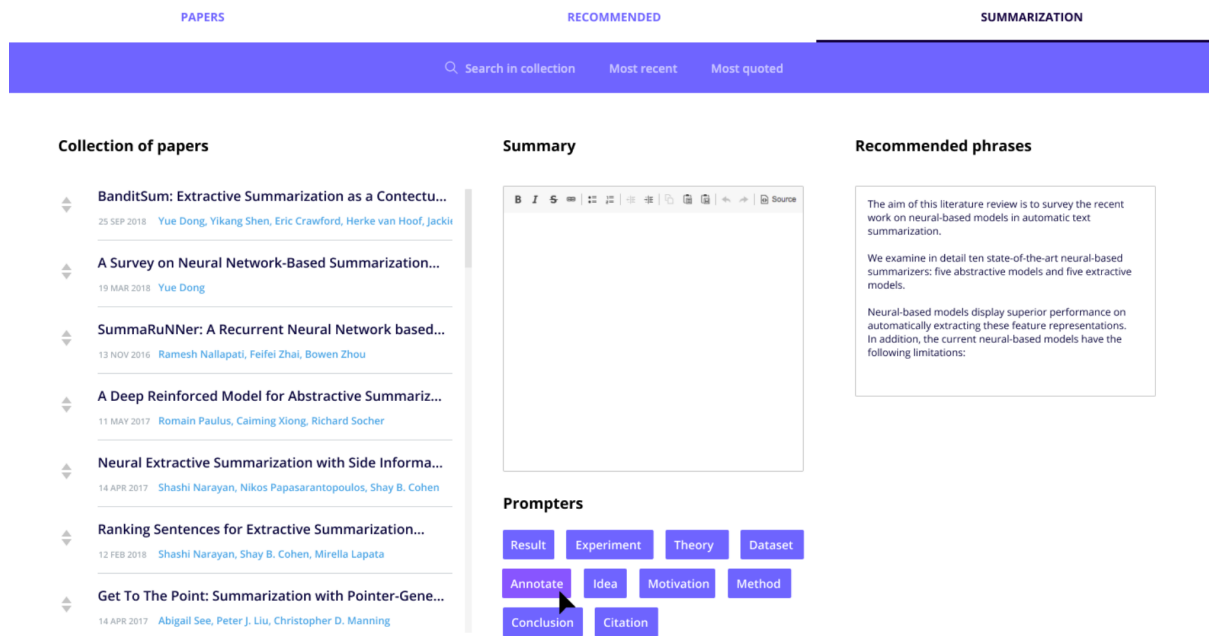 PAPERS
RECOMMENDED
SUMMARIZATION
Search in collection
Most recent
Most quoted
Collection of papers
BanditSum: Extractive Summarization as a Contectu...
25 SEP 2018 Yue Dong, Yikang Shen, Eric Crawford, Herke van Hoof, Jackie
A Survey on Neural Network-Based Summarization...
19 MAR 2018 Yue Dong
SummaRuNNer: A Recurrent Neural Network based...
13 NOV 2016 Ramesh Nallapati, Feifei Zhai, Bowen Zhou
A Deep Reinforced Model for Abstractive Summariz...
11 MAY 2017 Romain Paulus, Caiming Xiong, Richard Socher
Neural Extractive Summarization with Side Informa...
14 APR 2017 Shashi Narayan, Nikos Papasarantopoulos, Shay B. Cohen
Ranking Sentences for Extractive Summarization...
12 FEB 2018 Shashi Narayan, Shay B. Cohen, Mirella Lapata
Get To The Point: Summarization with Pointer-Gene...
14 APR 2017 Abigail See, Peter J. Liu, Christopher D. Manning
Summary
B I S Source
Prompters
Result Experiment Theory Dataset
Annotate Idea Motivation Method
Conclusion Citation
Recommended phrases
The aim of this literature review is to survey the recent
work on neural-based models in automatic text
summarization.
We examine in detail ten state-of-the-art neural-based
summarizers: five abstractive models and five extractive
models.
Neural-based models display superior performance on
automatically extracting these feature representations.
In addition, the current neural-based models have the
following limitations: